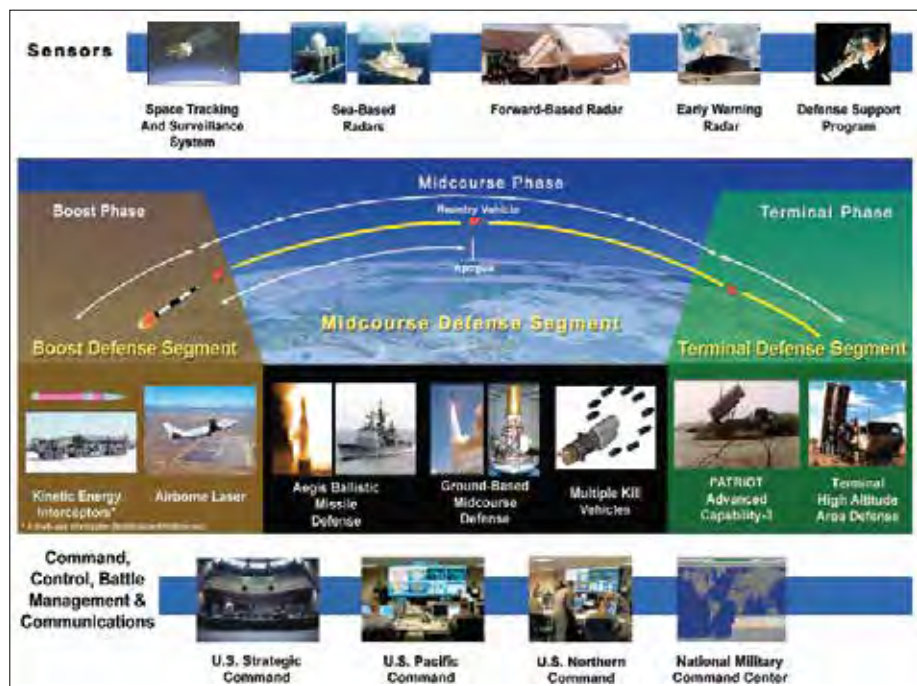 Sensors
Space Tracking
And Surveillance
System
Sea-Based
Radars
Forward-Based Radar
Early Warning
Radar
Defense Support
Program
Midcourse Phase
Boost Phase
Reentry Vehicle
Terminal Phase
Apogee
Midcourse Defense Segment
Boost Defense Segment
Terminal Defense Segment
Kinetic Energy
Interceptors*
Airborne Laser
Aegis Ballistic
Missile
Defense
Ground-Based
Midcourse
Defense
Multiple Kill
Vehicles
PATRIOT
Advanced
Capability-3
Terminal
High Altitude
Area Defense
Command,
Control, Battle
Management &
Communications
U.S. Strategic
Command
U.S. Pacific
Command
U.S. Northern
Command
National Military
Command Center